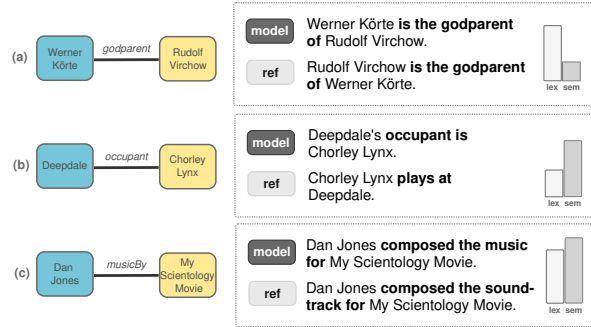 (a)
Werner
Körte
godparent
Rudolf
Virchow
model
Werner Körte is the godparent
of Rudolf Virchow.
ref
Rudolf Virchow is the godparent
of Werner Körte.
lex sem
(b)
Deepdale
occupant
Chorley
Lynx
model
Deepdale's occupant is
Chorley Lynx.
ref
Chorley Lynx plays at
Deepdale.
lex sem
(c)
Dan
Jones
musicBy
My
Scientology
Movie
model
Dan Jones composed the music
for My Scientology Movie.
ref
Dan Jones composed the sound-
track for My Scientology Movie.
lex sem